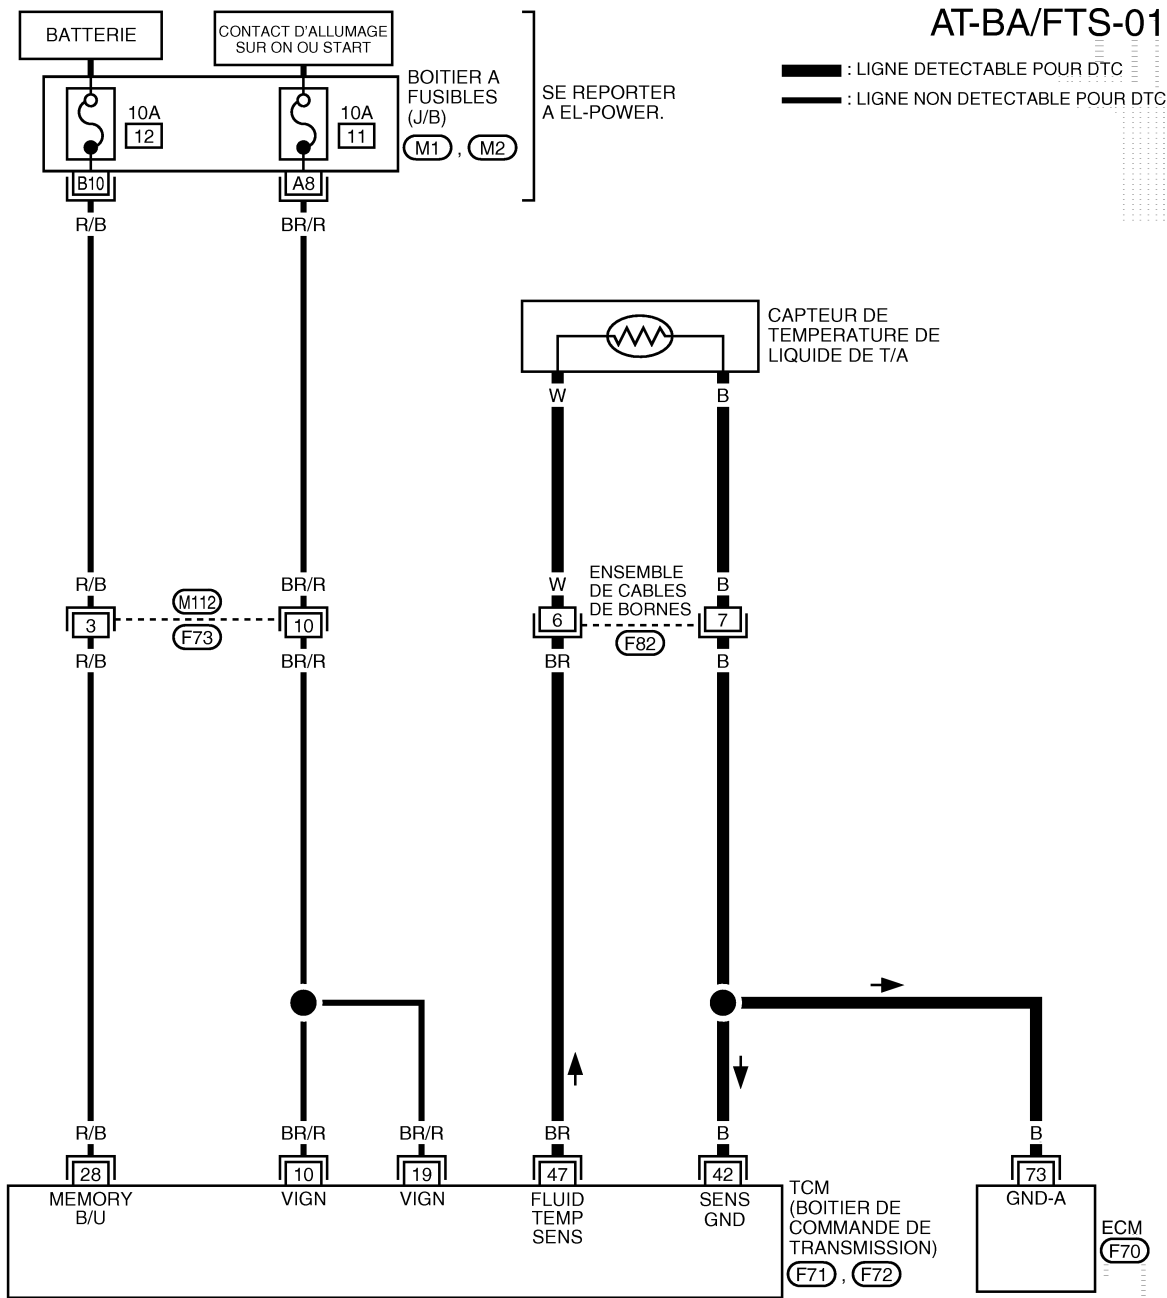 AT-BA/FTS-01
BATTERIE
CONTACT D'ALLUMAGE
SUR ON OU START
: LIGNE DETECTABLE POUR DTC
: LIGNE NON DETECTABLE POUR DTC
10A
12
10A
11
BOITIER A
FUSIBLES
(J/B)
M1 , M2
SE REPORTER
A EL-POWER.
B10
A8
R/B
BR/R
CAPTEUR DE
TEMPERATURE DE
LIQUIDE DE T/A
W
B
R/B
BR/R
W
B
ENSEMBLE
DE CABLES
DE BORNES
3
M112
F73
10
6
F82
7
R/B
BR/R
BR
B
R/B
BR/R
BR/R
BR
B
B
28
10
19
47
42
73
MEMORY
B/U
VIGN
VIGN
FLUID
TEMP
SENS
SENS
GND
TCM
(BOITIER DE
COMMANDE DE
TRANSMISSION)
F71 , F72
GND-A
ECM
F70